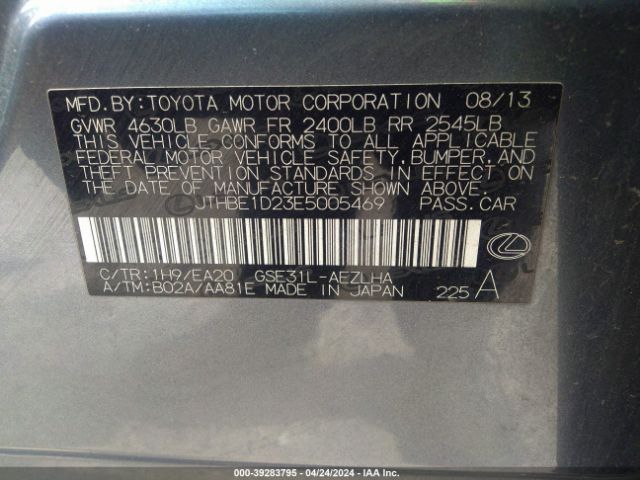 MFD. BY: TOYOTA MOTOR CORPORATION 08/13
GVWR 4630LB GAWR FR 2400LB RR 2545LB
THIS VEHICLE CONFORMS TO ALL APPLICABLE
FEDERAL MOTOR VEHICLE SAFETY, BUMPER, AND
THEFT PREVENTION STANDARDS IN EFFECT ON
THE DATE OF MANUFACTURE SHOWN ABOVE.
JTHBE1D23E5005469 PASS. CAR
C/TR: 1H9/EA20 GSE31L-AEZLHA
A/TM: B02A/AA81E MADE IN JAPAN 225 A
000-39283795 - 04/24/2024 - IAA Inc.